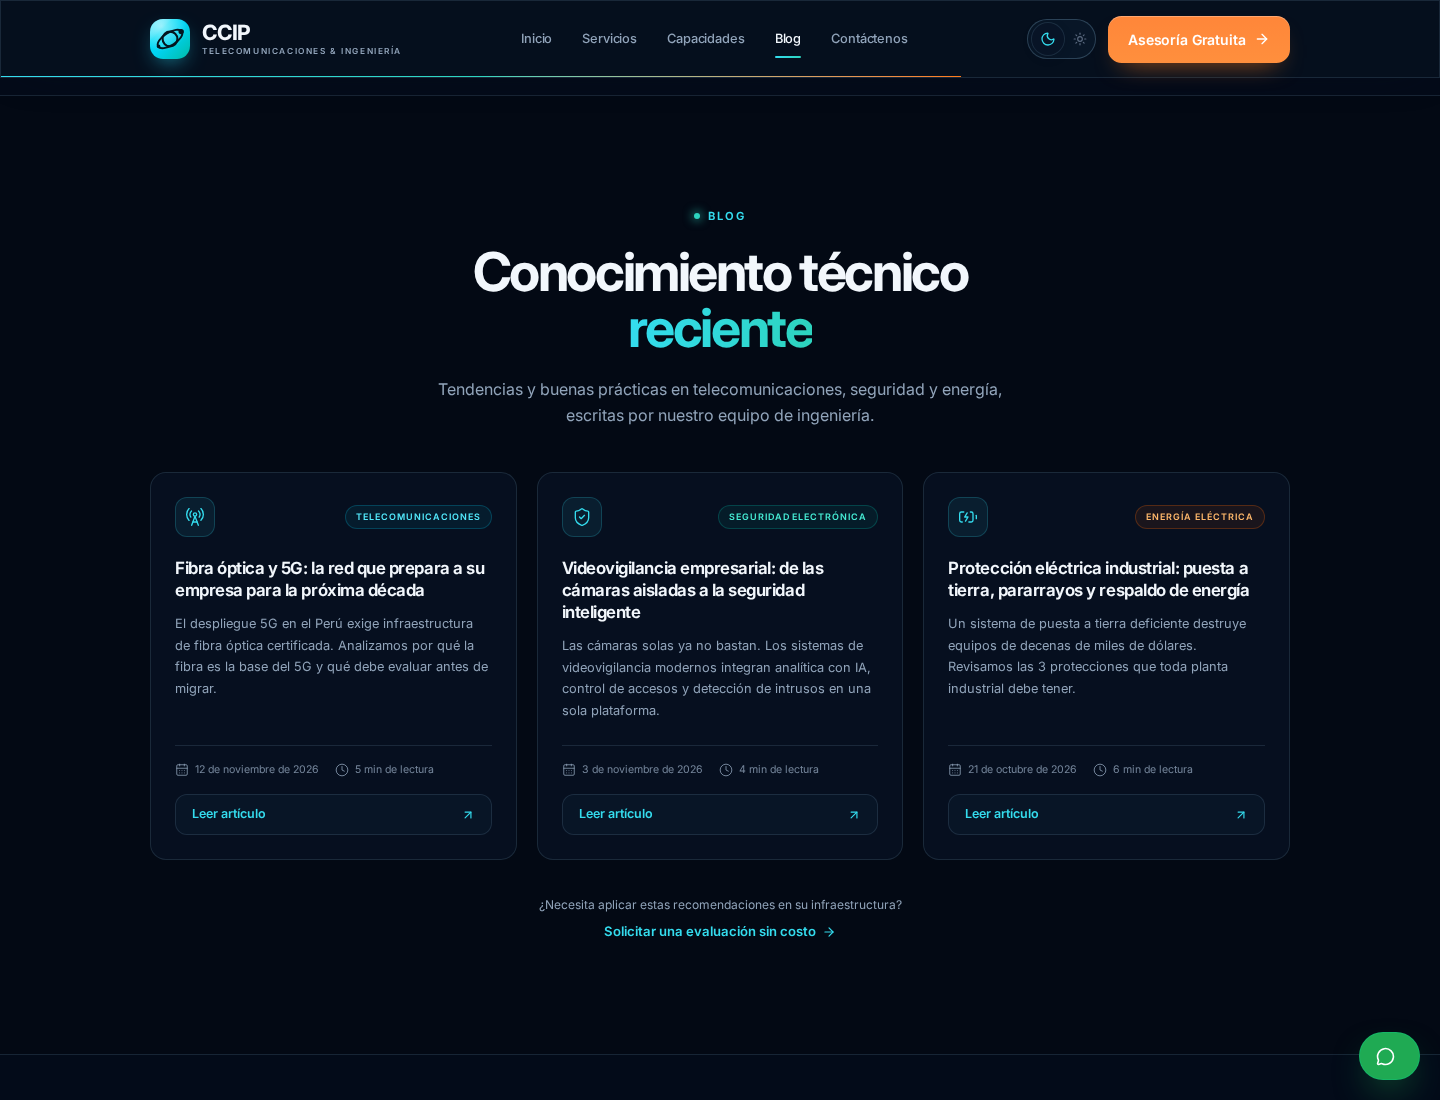 CCIP
TELECOMUNICACIONES & INGENIERÍA
Inicio
Servicios
Capacidades
Blog
Contáctenos
Asesoría Gratuita
BLOG
Conocimiento técnico
reciente
Tendencias y buenas prácticas en telecomunicaciones, seguridad y energía,
escritas por nuestro equipo de ingeniería.
TELECOMUNICACIONES
Fibra óptica y 5G: la red que prepara a su
empresa para la próxima década
El despliegue 5G en el Perú exige infraestructura
de fibra óptica certificada. Analizamos por qué la
fibra es la base del 5G y qué debe evaluar antes de
migrar.
12 de noviembre de 2026
5 min de lectura
Leer artículo
SEGURIDAD ELECTRÓNICA
Videovigilancia empresarial: de las
cámaras aisladas a la seguridad
inteligente
Las cámaras solas ya no bastan. Los sistemas de
videovigilancia modernos integran analítica con IA,
control de accesos y detección de intrusos en una
sola plataforma.
3 de noviembre de 2026
4 min de lectura
Leer artículo
ENERGÍA ELÉCTRICA
Protección eléctrica industrial: puesta a
tierra, pararrayos y respaldo de energía
Un sistema de puesta a tierra deficiente destruye
equipos de decenas de miles de dólares.
Revisamos las 3 protecciones que toda planta
industrial debe tener.
21 de octubre de 2026
6 min de lectura
Leer artículo
¿Necesita aplicar estas recomendaciones en su infraestructura?
Solicitar una evaluación sin costo